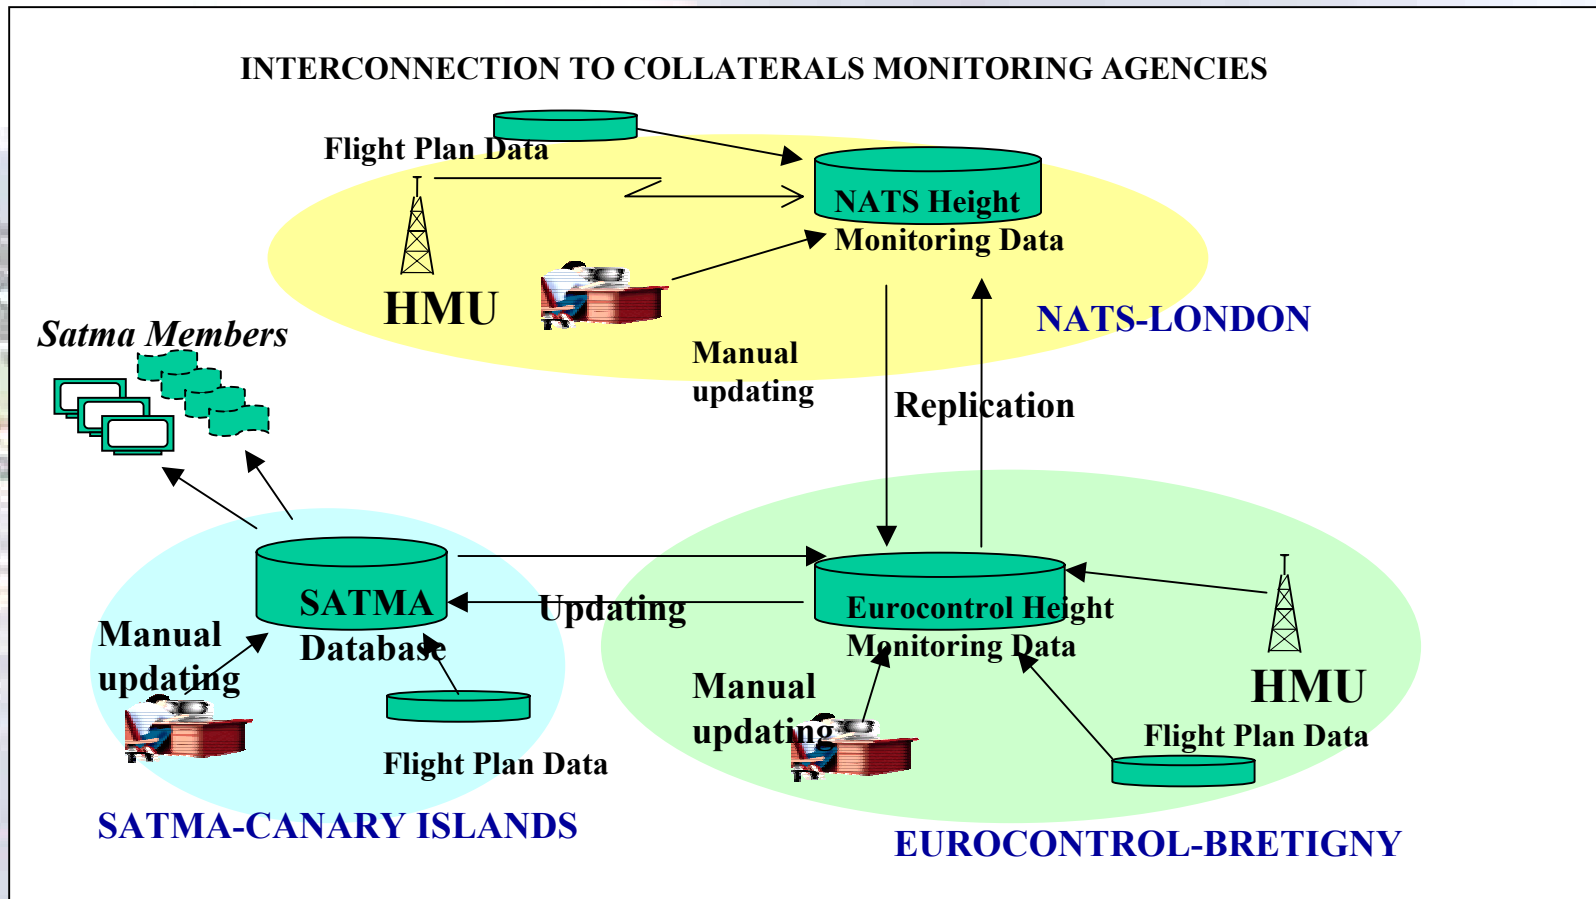 INTERCONNECTION TO COLLATERALS MONITORING AGENCIES
Flight Plan Data
NATS Height
Monitoring Data
HMU
NATS-LONDON
Satma Members
Manual
updating
Replication
SATMA
Database
Updating
Eurocontrol Height
Monitoring Data
Manual
updating
Manual
updating
HMU
Flight Plan Data
Flight Plan Data
SATMA-CANARY ISLANDS
EUROCONTROL-BRETIGNY